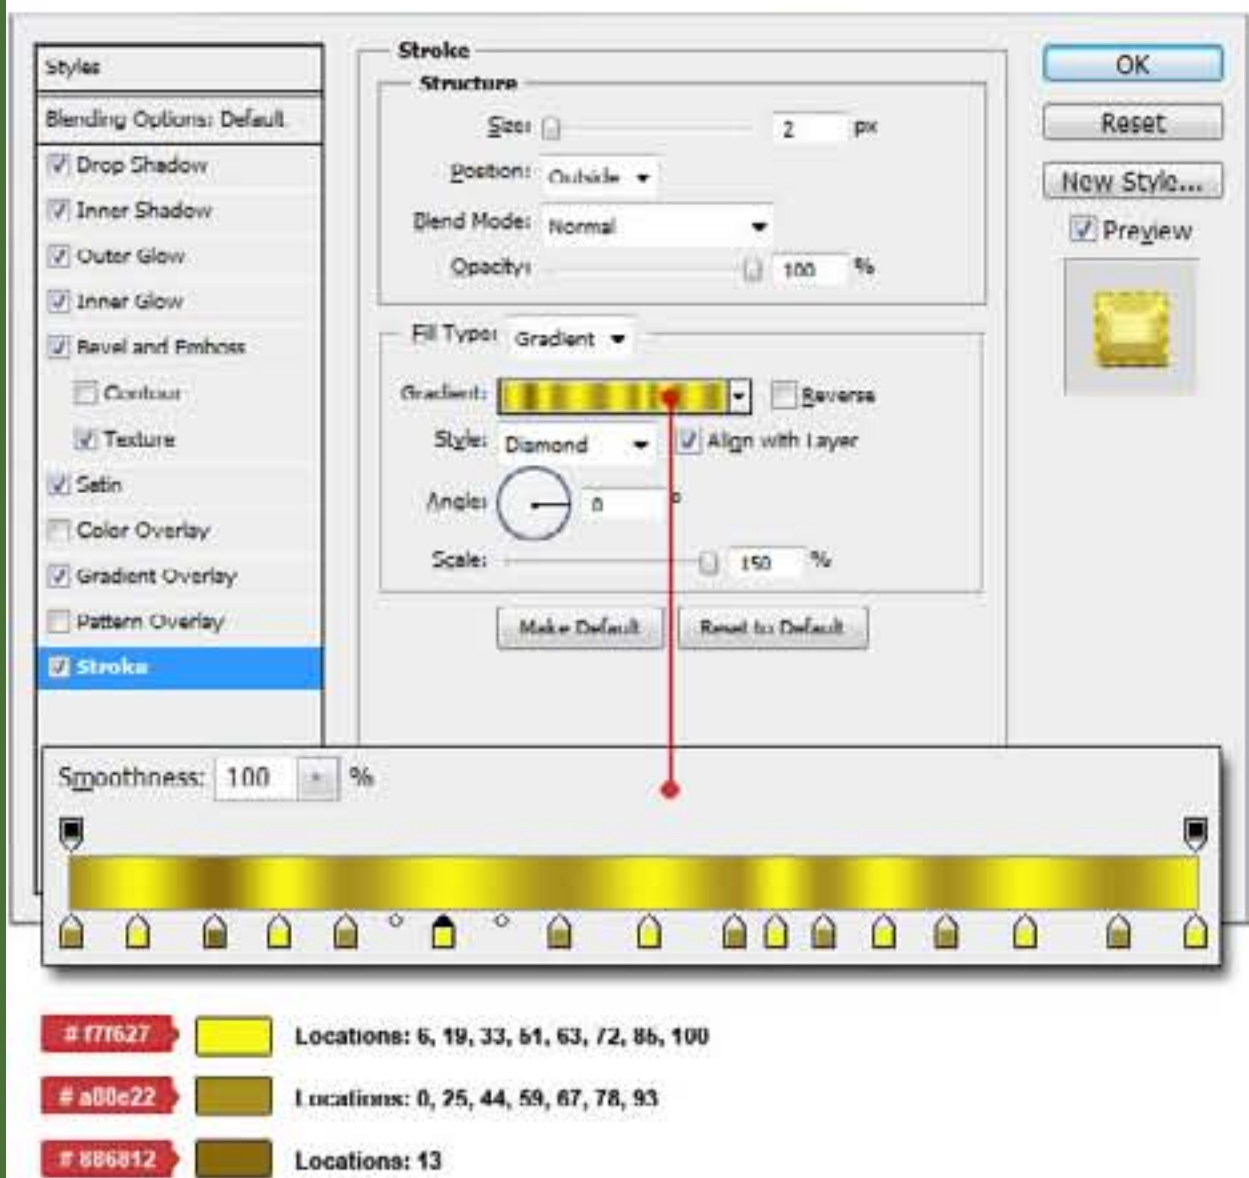 Styles
Blending Options: Default
Drop Shadow
Inner Shadow
Outer Glow
Inner Glow
Bevel and Emboss
Contour
Texture
Satin
Color Overlay
Gradient Overlay
Pattern Overlay
Stroke
Stroke
Structure
Size: 2 px
Position: Outside
Blend Mode: Normal
Opacity: 100 %
Fill Type: Gradient
Gradient: Reverse
Style: Diamond Align with Layer
Angle: 0 °
Scale: 150 %
Make Default Reset to Default
OK
Reset
New Style...
Preview
Smoothness: 100 %
# f7f627 Locations: 6, 19, 33, 51, 63, 72, 85, 100
Locations: 0, 25, 44, 59, 67, 78, 93
# 886812 Locations: 13